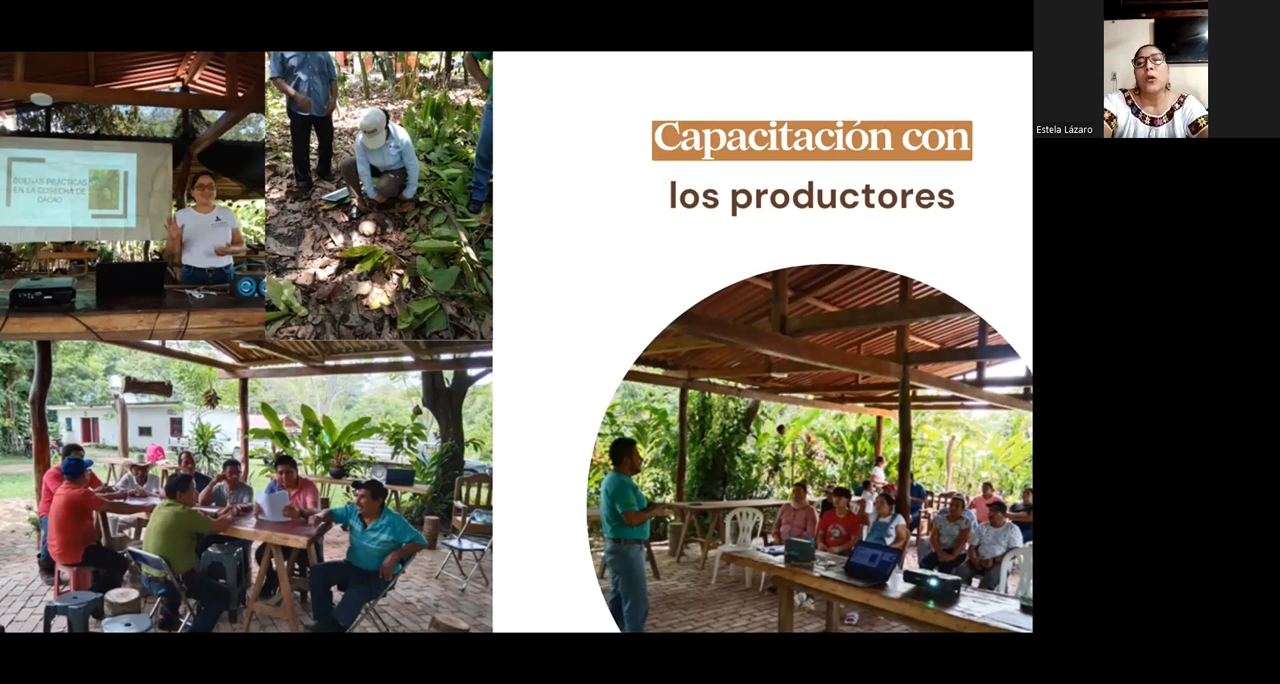 BUENAS PRÁCTICAS
EN LA COSECHA DE
CACAO
Capacitación con
los productores
Estela Lázaro